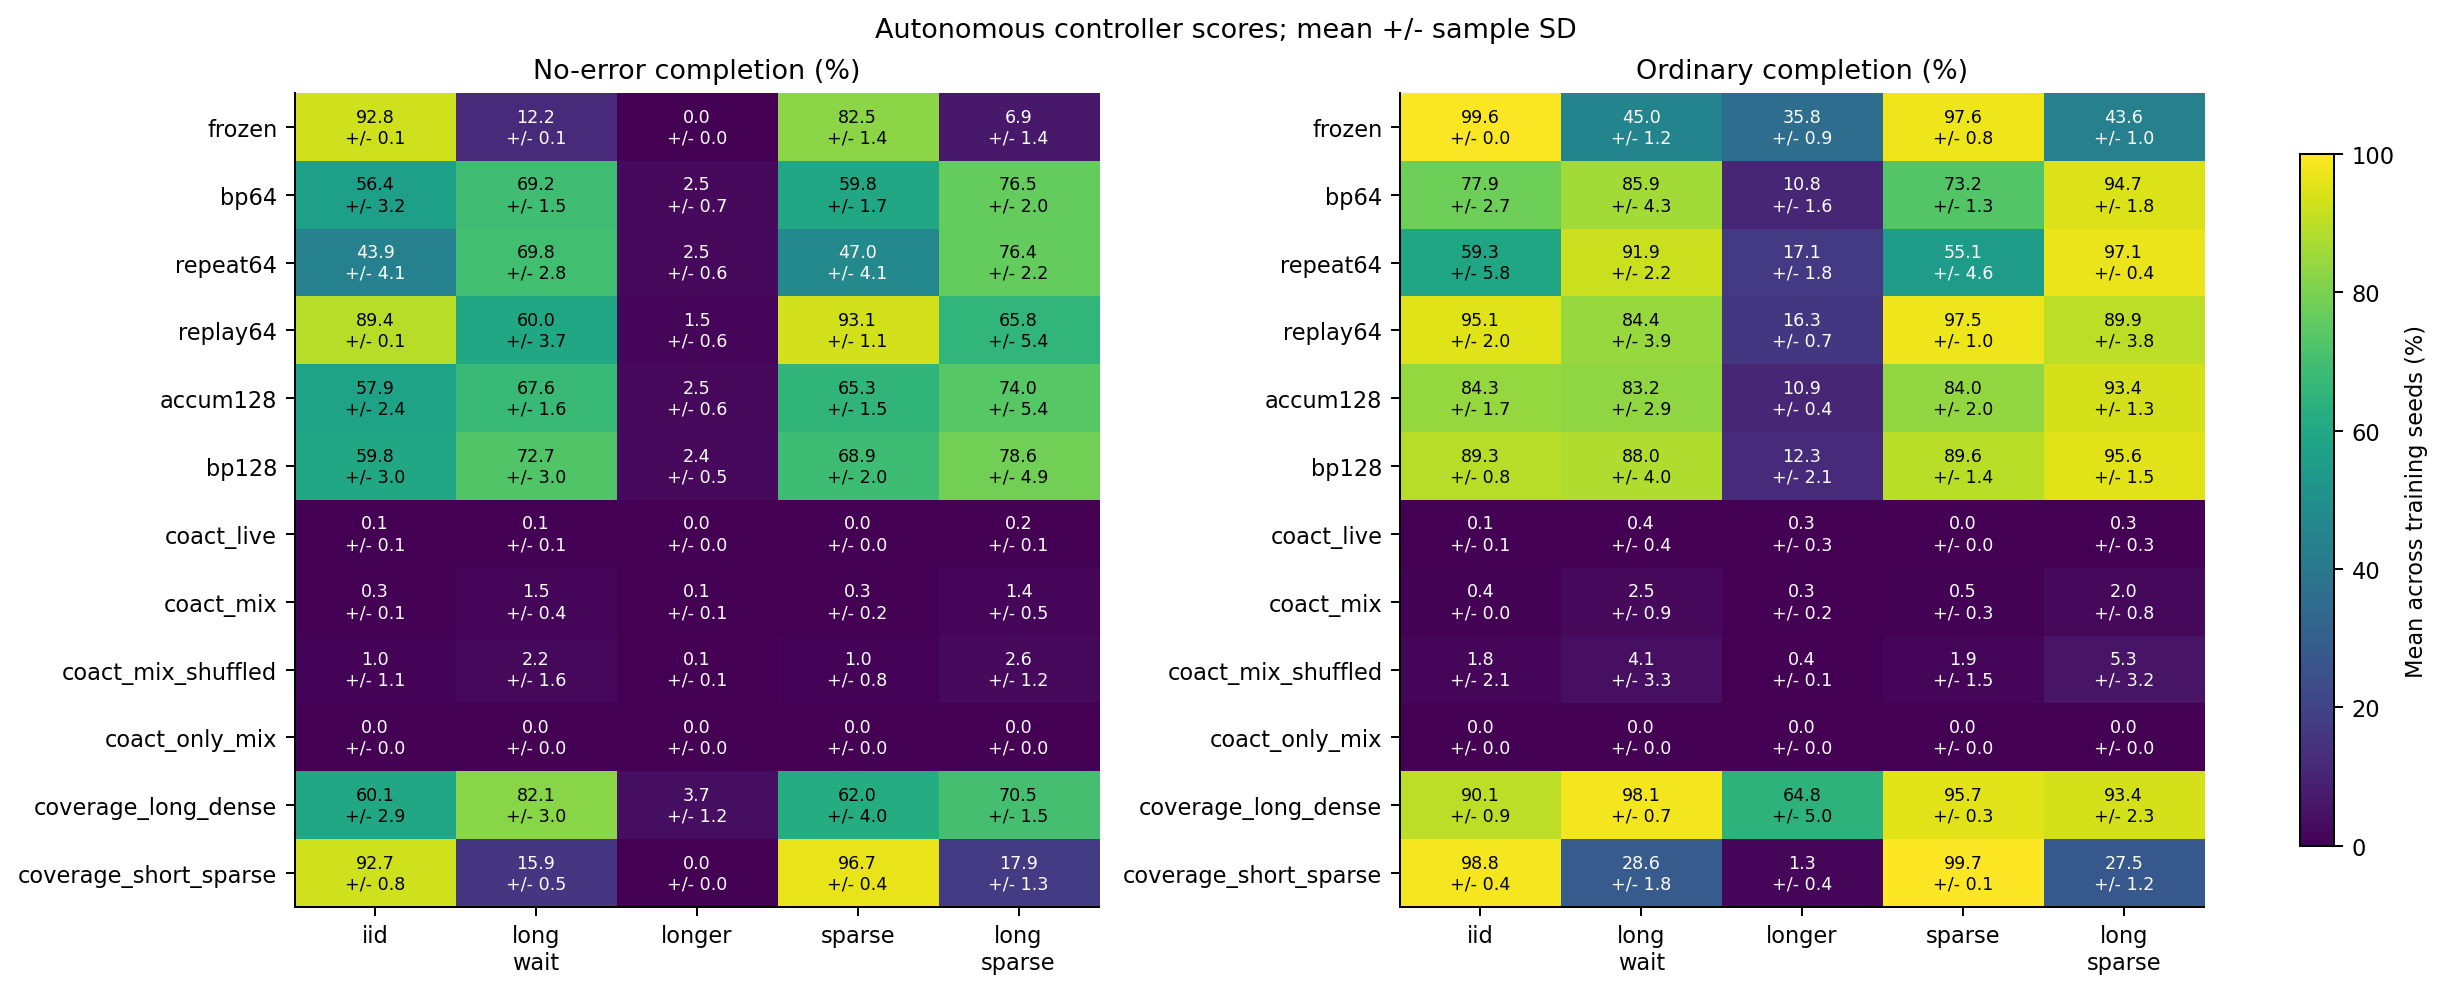 Autonomous controller scores; mean +/- sample SD
No-error completion (%)
frozen
92.8 12.2 0.0 82.5 6.9
+/- 0.1 +/- 0.1 +/- 0.0 +/- 1.4 +/- 1.4
bp64
56.4 69.2 2.5 59.8 76.5
+/- 3.2 +/- 1.5 +/- 0.7 +/- 1.7 +/- 2.0
repeat64
43.9 69.8 2.5 47.0 76.4
+/- 4.1 +/- 2.8 +/- 0.6 +/- 4.1 +/- 2.2
replay64
89.4 60.0 1.5 93.1 65.8
+/- 0.1 +/- 3.7 +/- 0.6 +/- 1.1 +/- 5.4
accum128
57.9 67.6 2.5 65.3 74.0
+/- 2.4 +/- 1.6 +/- 0.6 +/- 1.5 +/- 5.4
bp128
59.8 72.7 2.4 68.9 78.6
+/- 3.0 +/- 3.0 +/- 0.5 +/- 2.0 +/- 4.9
coact_live
0.1 0.1 0.0 0.0 0.2
+/- 0.1 +/- 0.1 +/- 0.0 +/- 0.0 +/- 0.1
coact_mix
0.3 1.5 0.1 0.3 1.4
+/- 0.1 +/- 0.4 +/- 0.1 +/- 0.2 +/- 0.5
coact_mix_shuffled
1.0 2.2 0.1 1.0 2.6
+/- 1.1 +/- 1.6 +/- 0.1 +/- 0.8 +/- 1.2
coact_only_mix
0.0 0.0 0.0 0.0 0.0
+/- 0.0 +/- 0.0 +/- 0.0 +/- 0.0 +/- 0.0
coverage_long_dense
60.1 82.1 3.7 62.0 70.5
+/- 2.9 +/- 3.0 +/- 1.2 +/- 4.0 +/- 1.5
coverage_short_sparse
92.7 15.9 0.0 96.7 17.9
+/- 0.8 +/- 0.5 +/- 0.0 +/- 0.4 +/- 1.3
iid long longer sparse long
wait sparse
Ordinary completion (%)
frozen
99.6 45.0 35.8 97.6 43.6
+/- 0.0 +/- 1.2 +/- 0.9 +/- 0.8 +/- 1.0
bp64
77.9 85.9 10.8 73.2 94.7
+/- 2.7 +/- 4.3 +/- 1.6 +/- 1.3 +/- 1.8
repeat64
59.3 91.9 17.1 55.1 97.1
+/- 5.8 +/- 2.2 +/- 1.8 +/- 4.6 +/- 0.4
replay64
95.1 84.4 16.3 97.5 89.9
+/- 2.0 +/- 3.9 +/- 0.7 +/- 1.0 +/- 3.8
accum128
84.3 83.2 10.9 84.0 93.4
+/- 1.7 +/- 2.9 +/- 0.4 +/- 2.0 +/- 1.3
bp128
89.3 88.0 12.3 89.6 95.6
+/- 0.8 +/- 4.0 +/- 2.1 +/- 1.4 +/- 1.5
coact_live
0.1 0.4 0.3 0.0 0.3
+/- 0.1 +/- 0.4 +/- 0.3 +/- 0.0 +/- 0.3
coact_mix
0.4 2.5 0.3 0.5 2.0
+/- 0.0 +/- 0.9 +/- 0.2 +/- 0.3 +/- 0.8
coact_mix_shuffled
1.8 4.1 0.4 1.9 5.3
+/- 2.1 +/- 3.3 +/- 0.1 +/- 1.5 +/- 3.2
coact_only_mix
0.0 0.0 0.0 0.0 0.0
+/- 0.0 +/- 0.0 +/- 0.0 +/- 0.0 +/- 0.0
coverage_long_dense
90.1 98.1 64.8 95.7 93.4
+/- 0.9 +/- 0.7 +/- 5.0 +/- 0.3 +/- 2.3
coverage_short_sparse
98.8 28.6 1.3 99.7 27.5
+/- 0.4 +/- 1.8 +/- 0.4 +/- 0.1 +/- 1.2
iid long longer sparse long
wait sparse
100
80
60
40
20
0
Mean across training seeds (%)